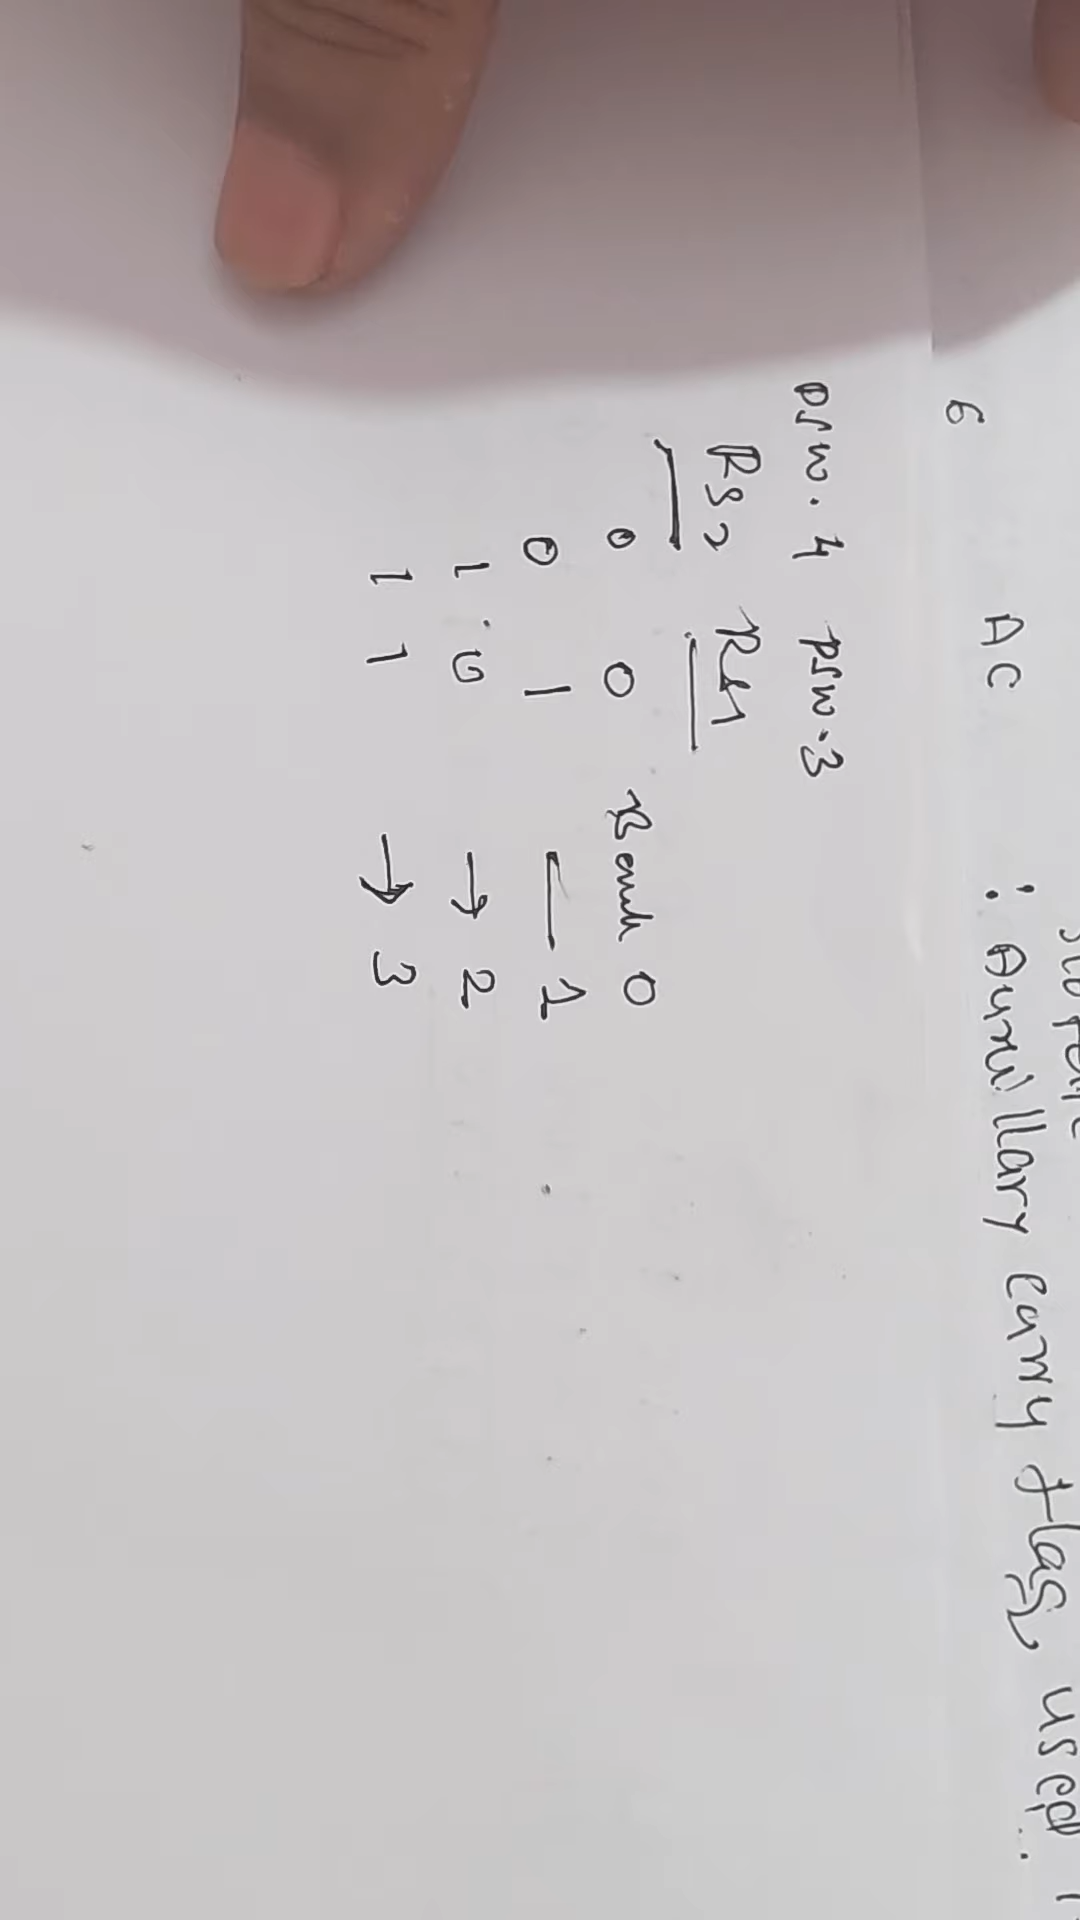 6 AC : Auxillary carry flag, used
PSW.4 PSW.3
RS2 RS1
0 0 Bank 0
0 1 — 1
1 0 → 2
1 1 → 3